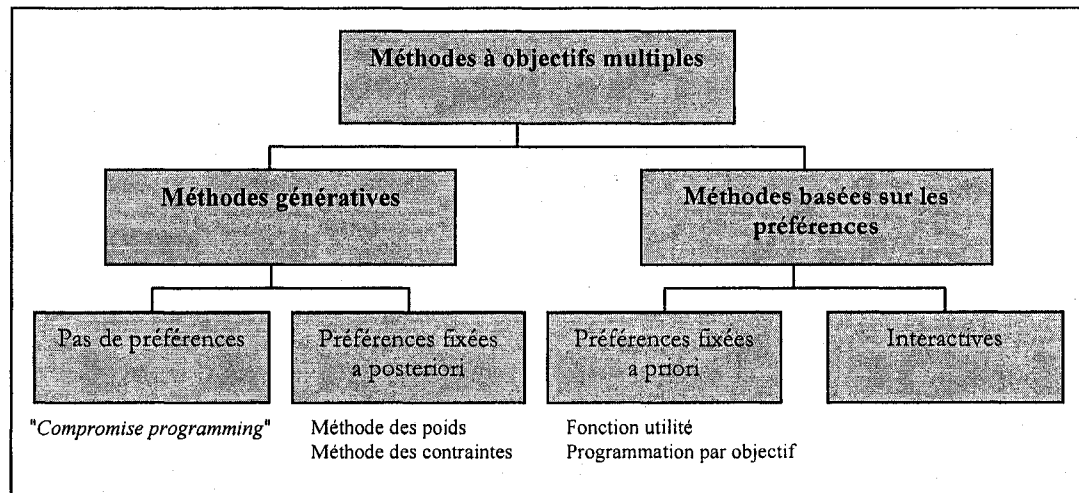 Méthodes à objectifs multiples
Méthodes génératives
Méthodes basées sur les
préférences
Pas de préférences
Préférences fixées
a posteriori
Préférences fixées
a priori
Interactives
"Compromise programming"
Méthode des poids
Méthode des contraintes
Fonction utilité
Programmation par objectif